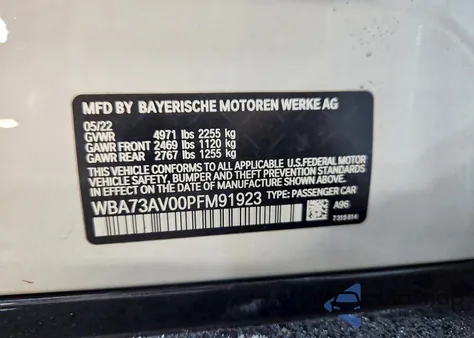 MFD BY BAYERISCHE MOTOREN WERKE AG
05/22
GVWR 4971 lbs 2255 kg
GAWR FRONT 2469 lbs 1120 kg
GAWR REAR 2767 lbs 1255 kg
THIS VEHICLE CONFORMS TO ALL APPLICABLE U.S.FEDERAL MOTOR
VEHICLE SAFETY, BUMPER AND THEFT PREVENTION STANDARDS
IN EFFECT ON THE DATE OF MANUFACTURE SHOWN ABOVE.
WBA73AV00PFM91923 TYPE: PASSENGER CAR
A96